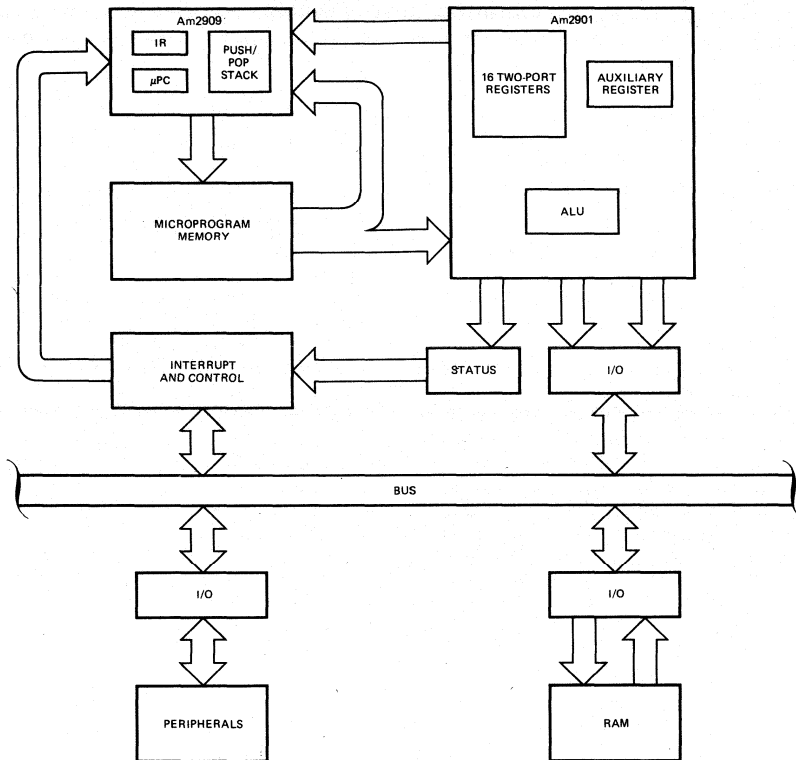 Am2909
IR
μPC
PUSH/
POP
STACK
Am2901
16 TWO-PORT
REGISTERS
AUXILIARY
REGISTER
ALU
MICROPROGRAM
MEMORY
INTERRUPT
AND CONTROL
STATUS
I/O
BUS
I/O
I/O
PERIPHERALS
RAM